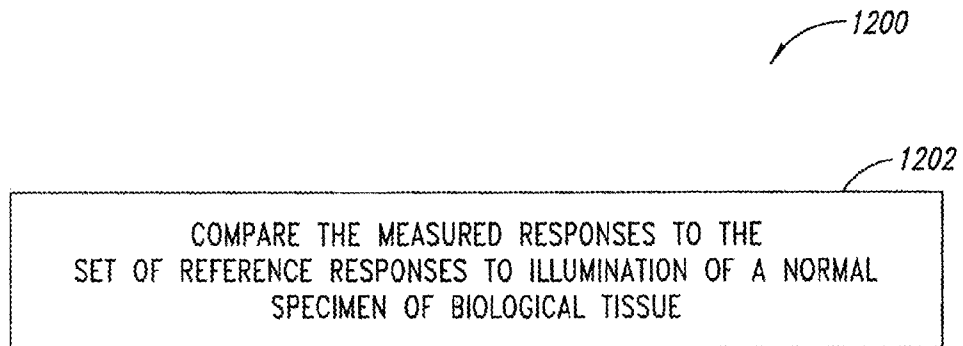 1200
1202
COMPARE THE MEASURED RESPONSES TO THE
SET OF REFERENCE RESPONSES TO ILLUMINATION OF A NORMAL
SPECIMEN OF BIOLOGICAL TISSUE